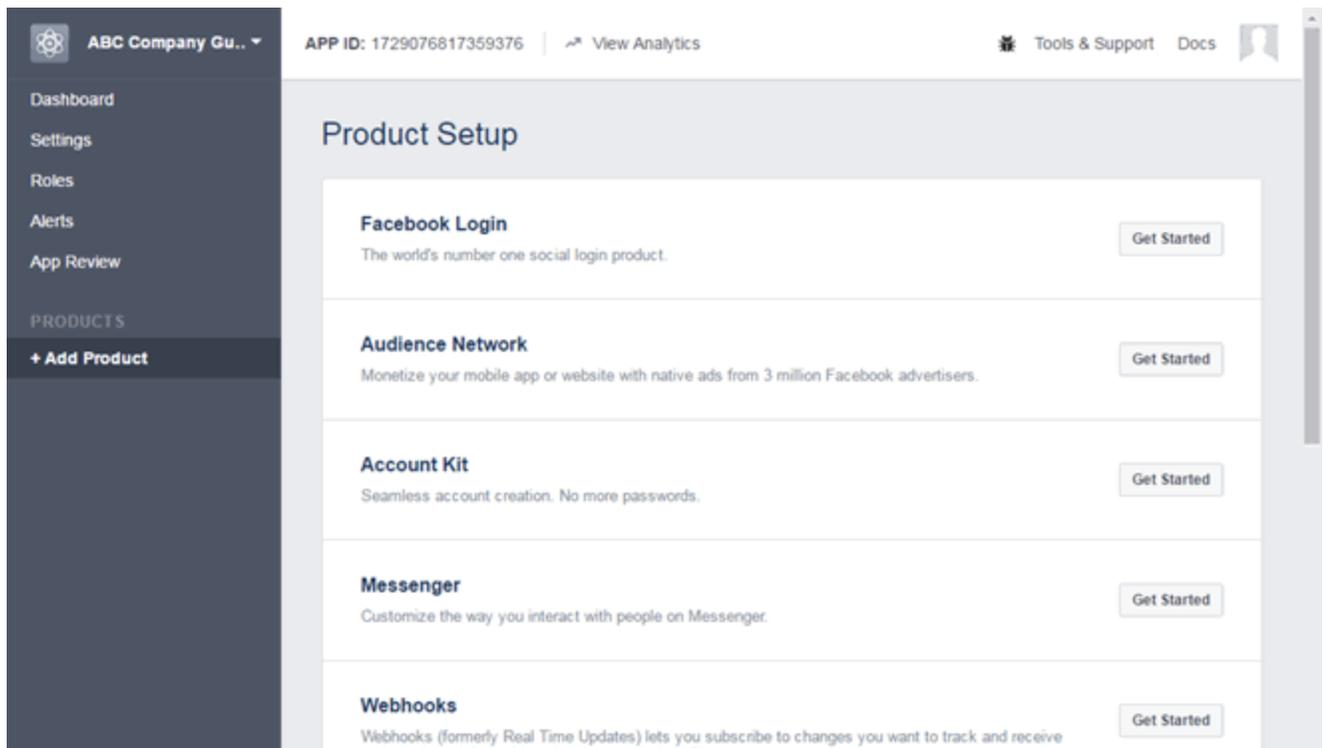 ABC Company Gu..
APP ID: 1729076817359376 View Analytics Tools & Support Docs
Dashboard
Settings
Roles
Alerts
App Review
PRODUCTS
+ Add Product
Product Setup
Facebook Login
The world's number one social login product.
Get Started
Audience Network
Monetize your mobile app or website with native ads from 3 million Facebook advertisers.
Get Started
Account Kit
Seamless account creation. No more passwords.
Get Started
Messenger
Customize the way you interact with people on Messenger.
Get Started
Webhooks
Webhooks (formerly Real Time Updates) lets you subscribe to changes you want to track and receive
Get Started